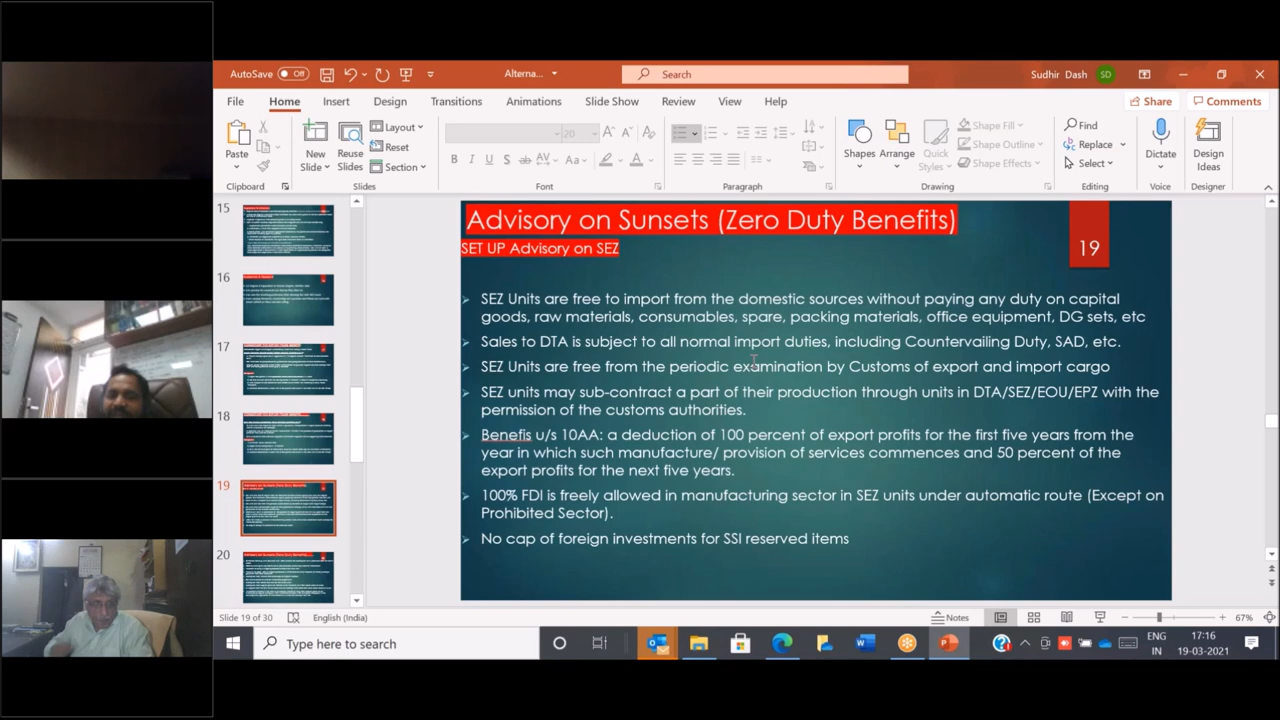 AutoSave Off Alterna... Search Sudhir Dash SD
File Home Insert Design Transitions Animations Slide Show Review View Help Share Comments
Paste New Slide Reuse Slides Layout Reset Section 20 Shapes Arrange Quick Styles Shape Fill Shape Outline Shape Effects Find Replace Select Dictate Design Ideas
Clipboard Slides Font Paragraph Drawing Editing Voice Designer
15
16
17
18
19
20
Advisory on Sunset (Zero Duty Benefits)
SET UP Advisory on SEZ
19
SEZ Units are free to import from the domestic sources without paying any duty on capital
goods, raw materials, consumables, spare, packing materials, office equipment, DG sets, etc
Sales to DTA is subject to all duties, including Countervailing Duty, SAD, etc.
SEZ are free from the examination by Customs of export and import cargo
SEZ units may sub-contract a part of their production through units in DTA/SEZ/EOU/EPZ with the
permission of the customs authorities.
Benefits of 100% tax deduction in respect of export profits for the first five years from the
year in which such manufacture/ provision of services commences and 50 percent of the
export profits for the next five years.
100% FDI freely allowed in manufacturing sector in SEZ units under automatic route (Except on
Prohibited Sector).
No cap of foreign investments for SSI reserved items
Slide 19 of 30 English (India) Notes 67%
Type here to search ENG IN 17:16 19-03-2021